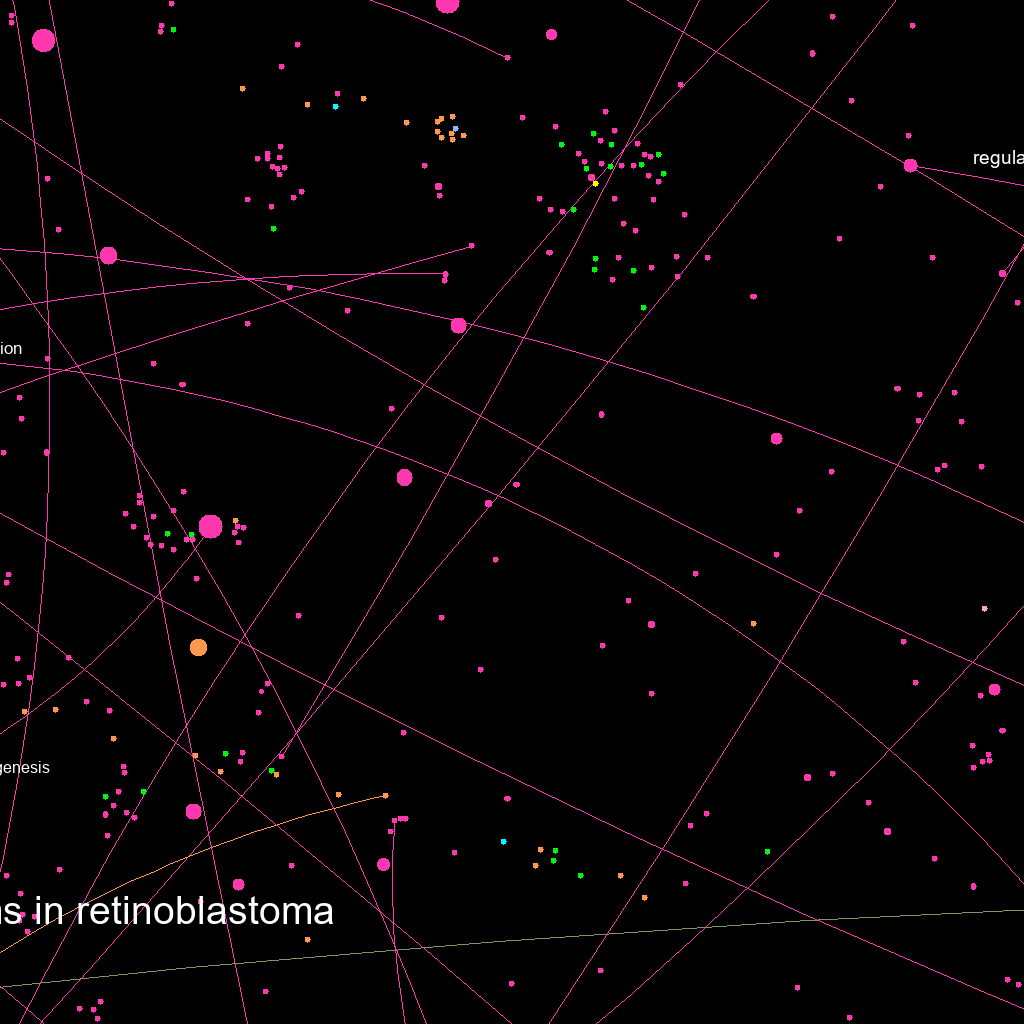 regula
ion
genesis
s in retinoblastoma